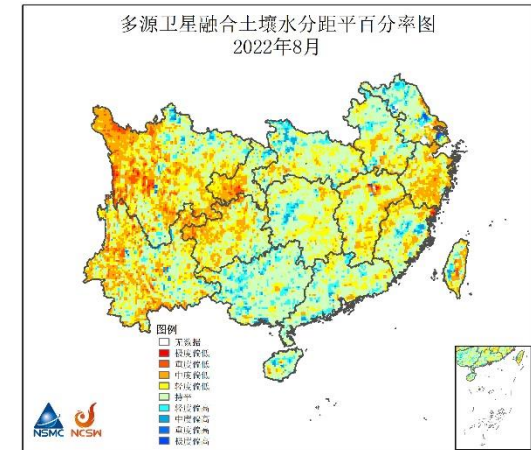 多源卫星融合土壤水分距平百分率图
2022年8月
图例
无数据
极度偏低
重度偏低
中度偏低
轻度偏低
持平
轻度偏高
中度偏高
重度偏高
极度偏高
NSMC NCSW